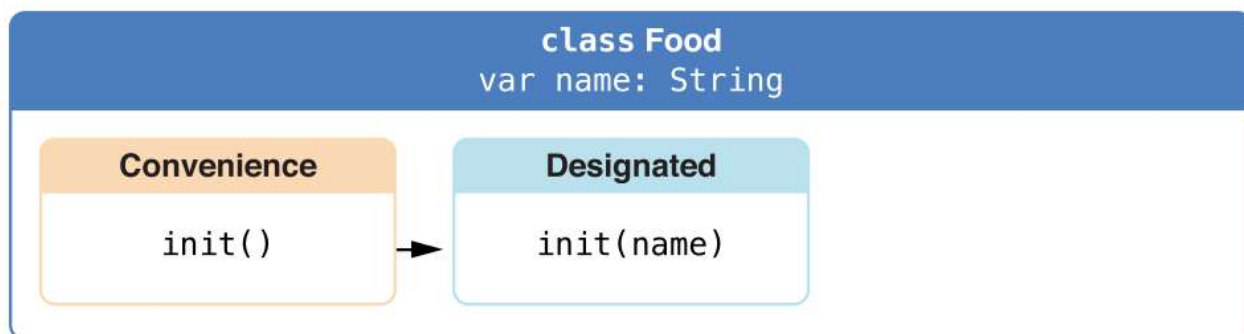 class Food
var name: String
Convenience
Designated
init()
init(name)